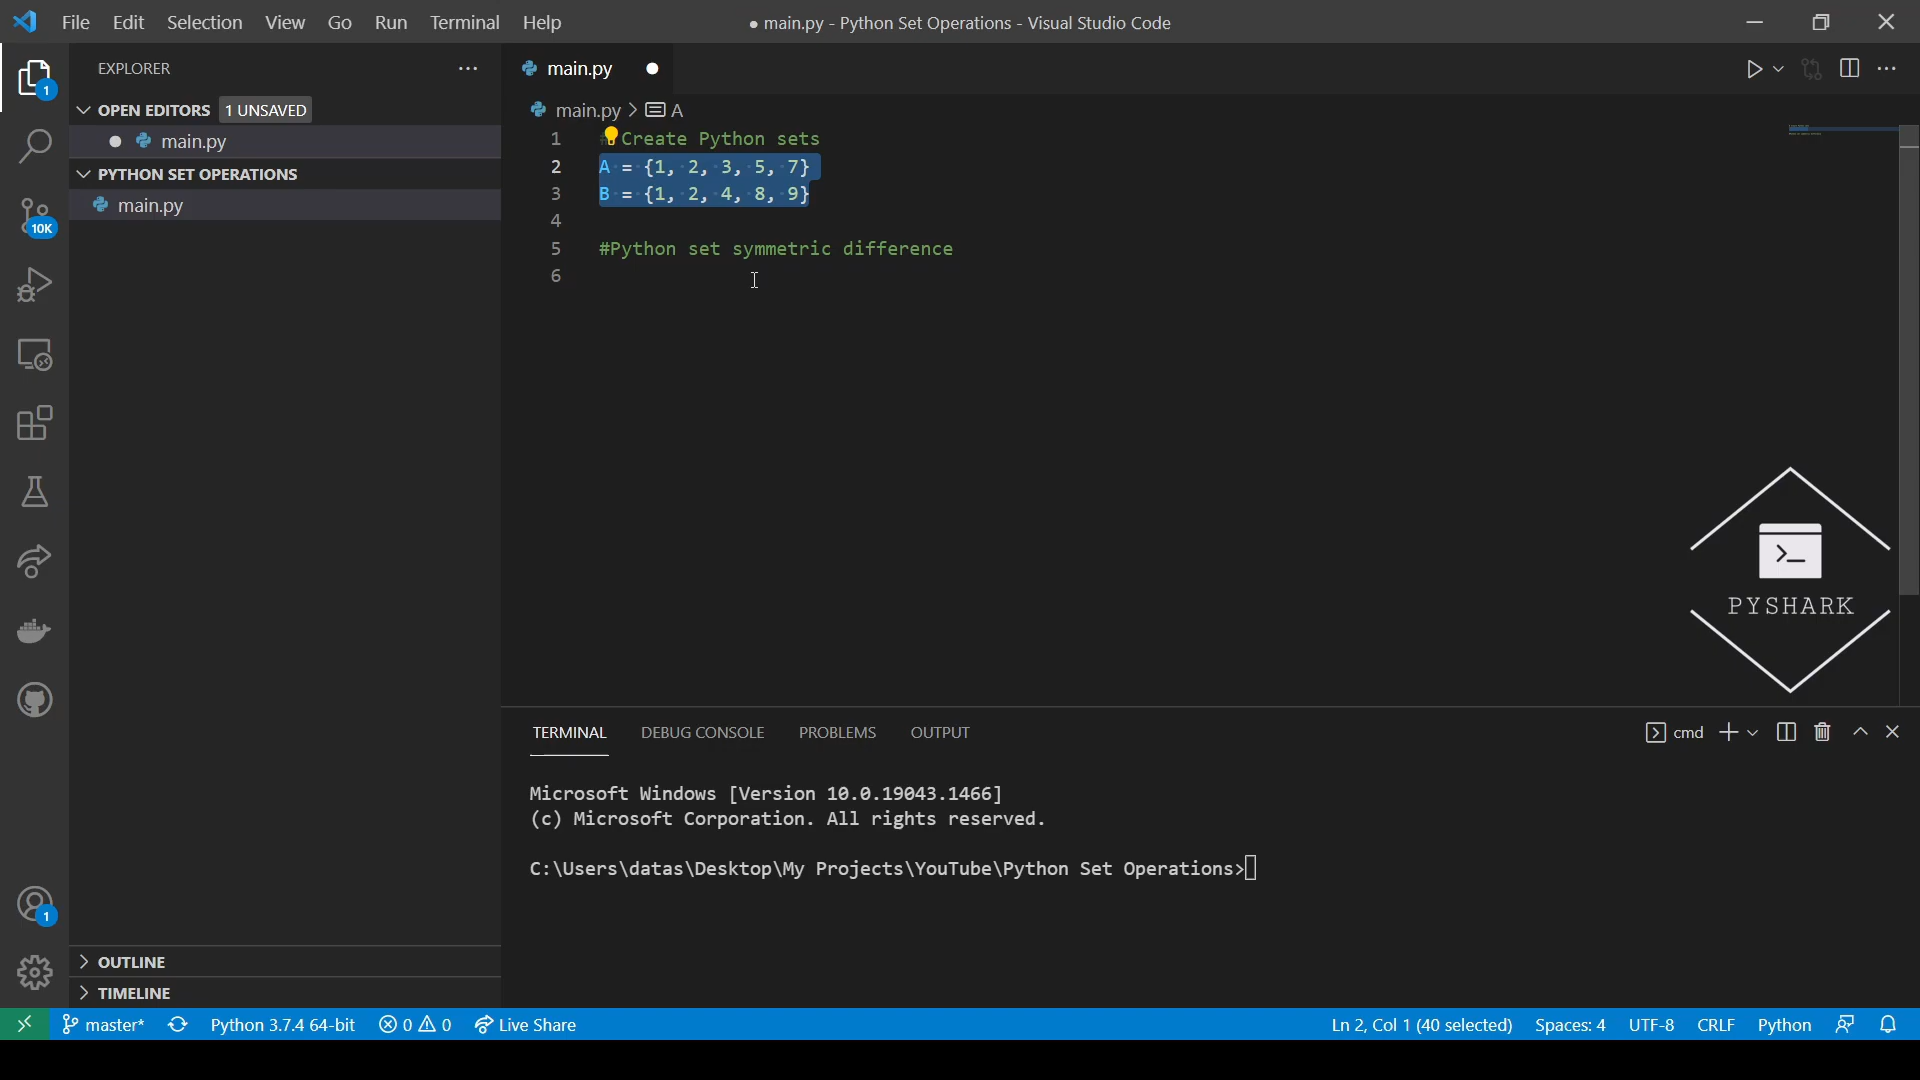 File Edit Selection View Go Run Terminal Help
● main.py - Python Set Operations - Visual Studio Code
EXPLORER
OPEN EDITORS 1 UNSAVED
main.py
PYTHON SET OPERATIONS
main.py
OUTLINE
TIMELINE
1
10K
1
main.py
main.py > A
1 #Create Python sets
2 A = {1, 2, 3, 5, 7}
3 B = {1, 2, 4, 8, 9}
4
5 #Python set symmetric difference
6
PYSHARK
TERMINAL DEBUG CONSOLE PROBLEMS OUTPUT
cmd
Microsoft Windows [Version 10.0.19043.1466]
(c) Microsoft Corporation. All rights reserved.
C:\Users\datas\Desktop\My Projects\YouTube\Python Set Operations>
master* Python 3.7.4 64-bit 0 0 Live Share
Ln 2, Col 1 (40 selected) Spaces: 4 UTF-8 CRLF Python